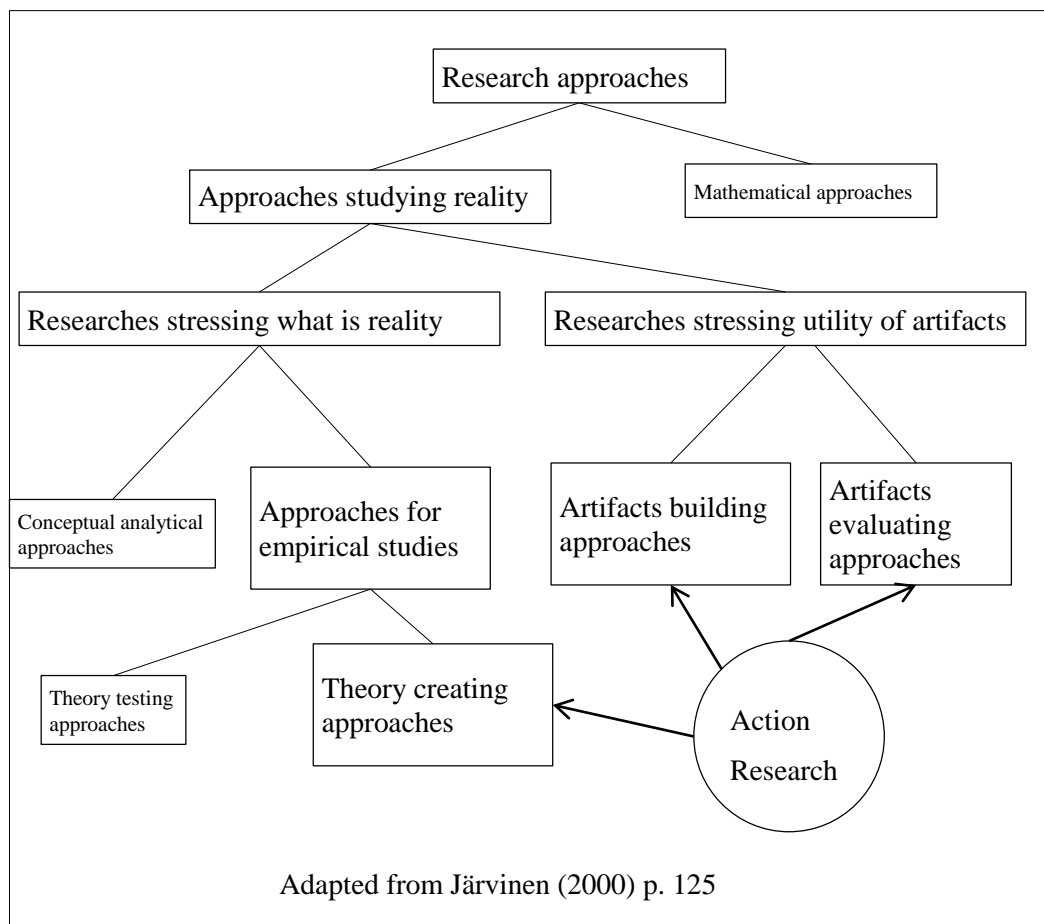 Research approaches
Approaches studying reality
Mathematical approaches
Researches stressing what is reality
Researches stressing utility of artifacts
Conceptual analytical
approaches
Approaches for
empirical studies
Artifacts building
approaches
Artifacts
evaluating
approaches
Theory testing
approaches
Theory creating
approaches
Action
Research
Adapted from Järvinen (2000) p. 125